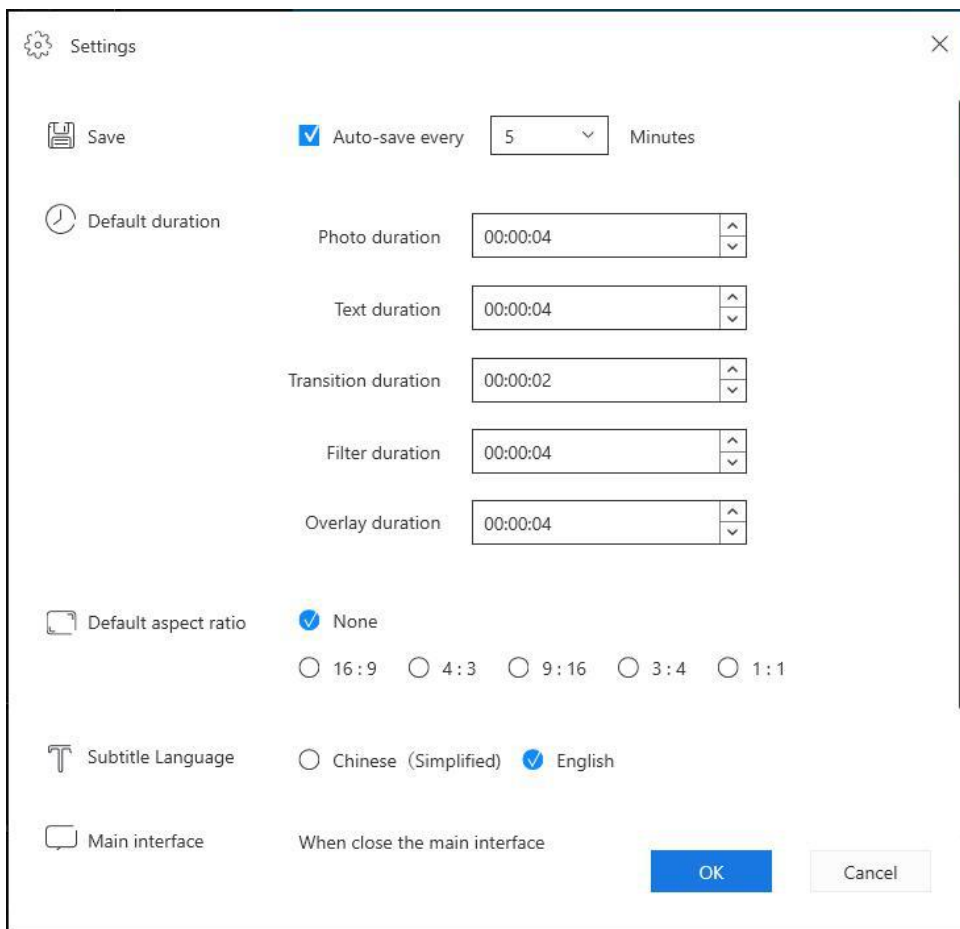 Settings
Save
Auto-save every 5 Minutes
Default duration
Photo duration 00:00:04
Text duration 00:00:04
Transition duration 00:00:02
Filter duration 00:00:04
Overlay duration 00:00:04
Default aspect ratio
None
16 : 9 4 : 3 9 : 16 3 : 4 1 : 1
Subtitle Language
Chinese（Simplified） English
Main interface
When close the main interface
OK Cancel